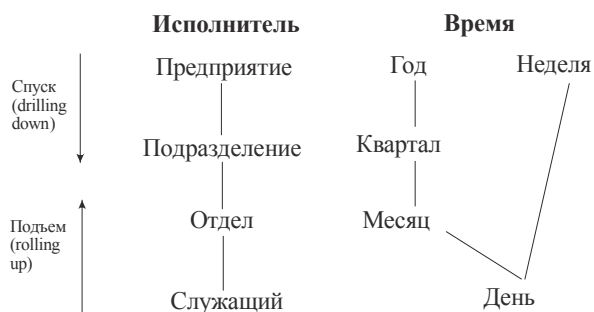 Исполнитель
Время
Предприятие
Год
Неделя
Спуск
(drilling
down)
Подразделение
Квартал
Отдел
Месяц
Подъем
(rolling
up)
Служащий
День